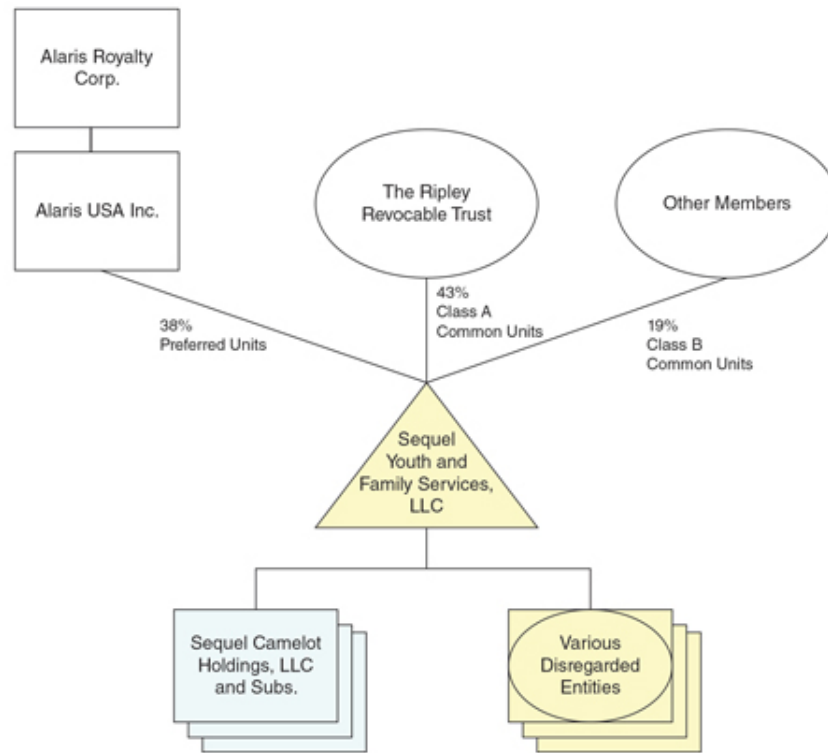 Alaris Royalty
Corp.
Alaris USA Inc.
The Ripley
Revocable Trust
Other Members
38%
Preferred Units
43%
Class A
Common Units
19%
Class B
Common Units
Sequel
Youth and
Family Services,
LLC
Sequel Camelot
Holdings, LLC
and Subs.
Various
Disregarded
Entities